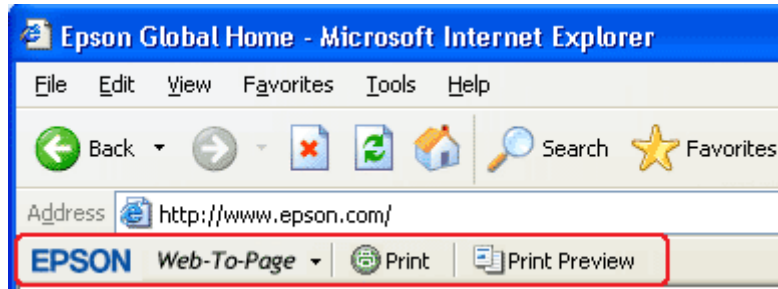 Epson Global Home - Microsoft Internet Explorer
File Edit View Favorites Tools Help
Back Search Favorites
Address http://www.epson.com/
EPSON Web-To-Page Print Print Preview